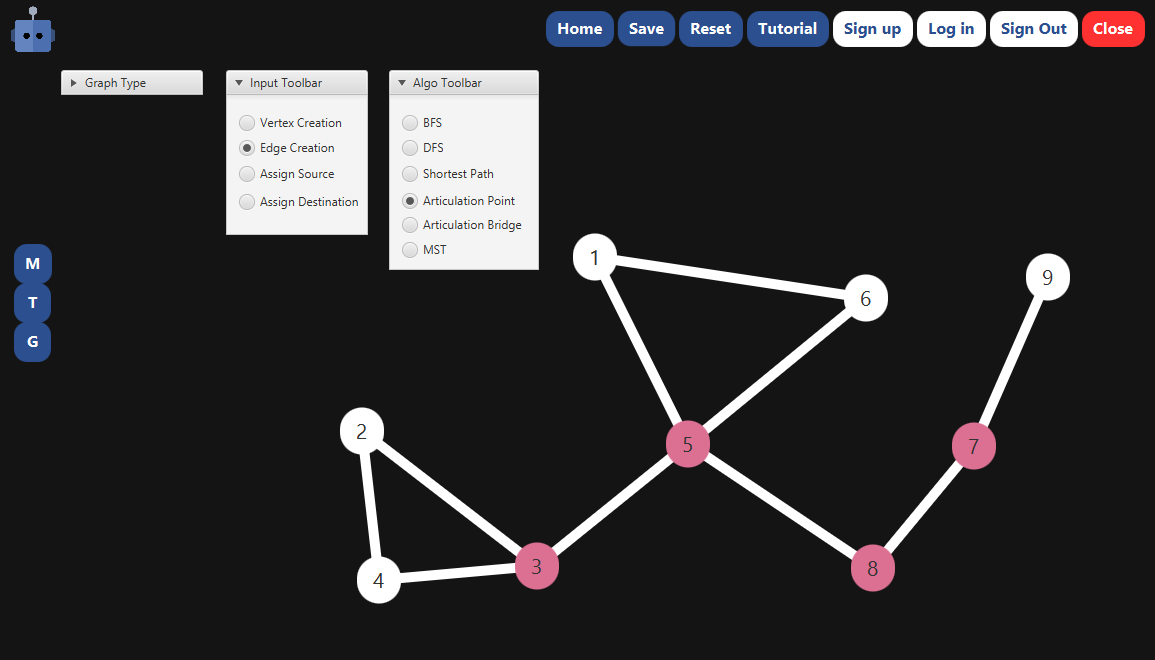 Home Save Reset Tutorial Sign up Log in Sign Out Close
Graph Type
Input Toolbar
Vertex Creation
Edge Creation
Assign Source
Assign Destination
Algo Toolbar
BFS
DFS
Shortest Path
Articulation Point
Articulation Bridge
MST
M
T
G
1
6
9
2
5
7
4
3
8